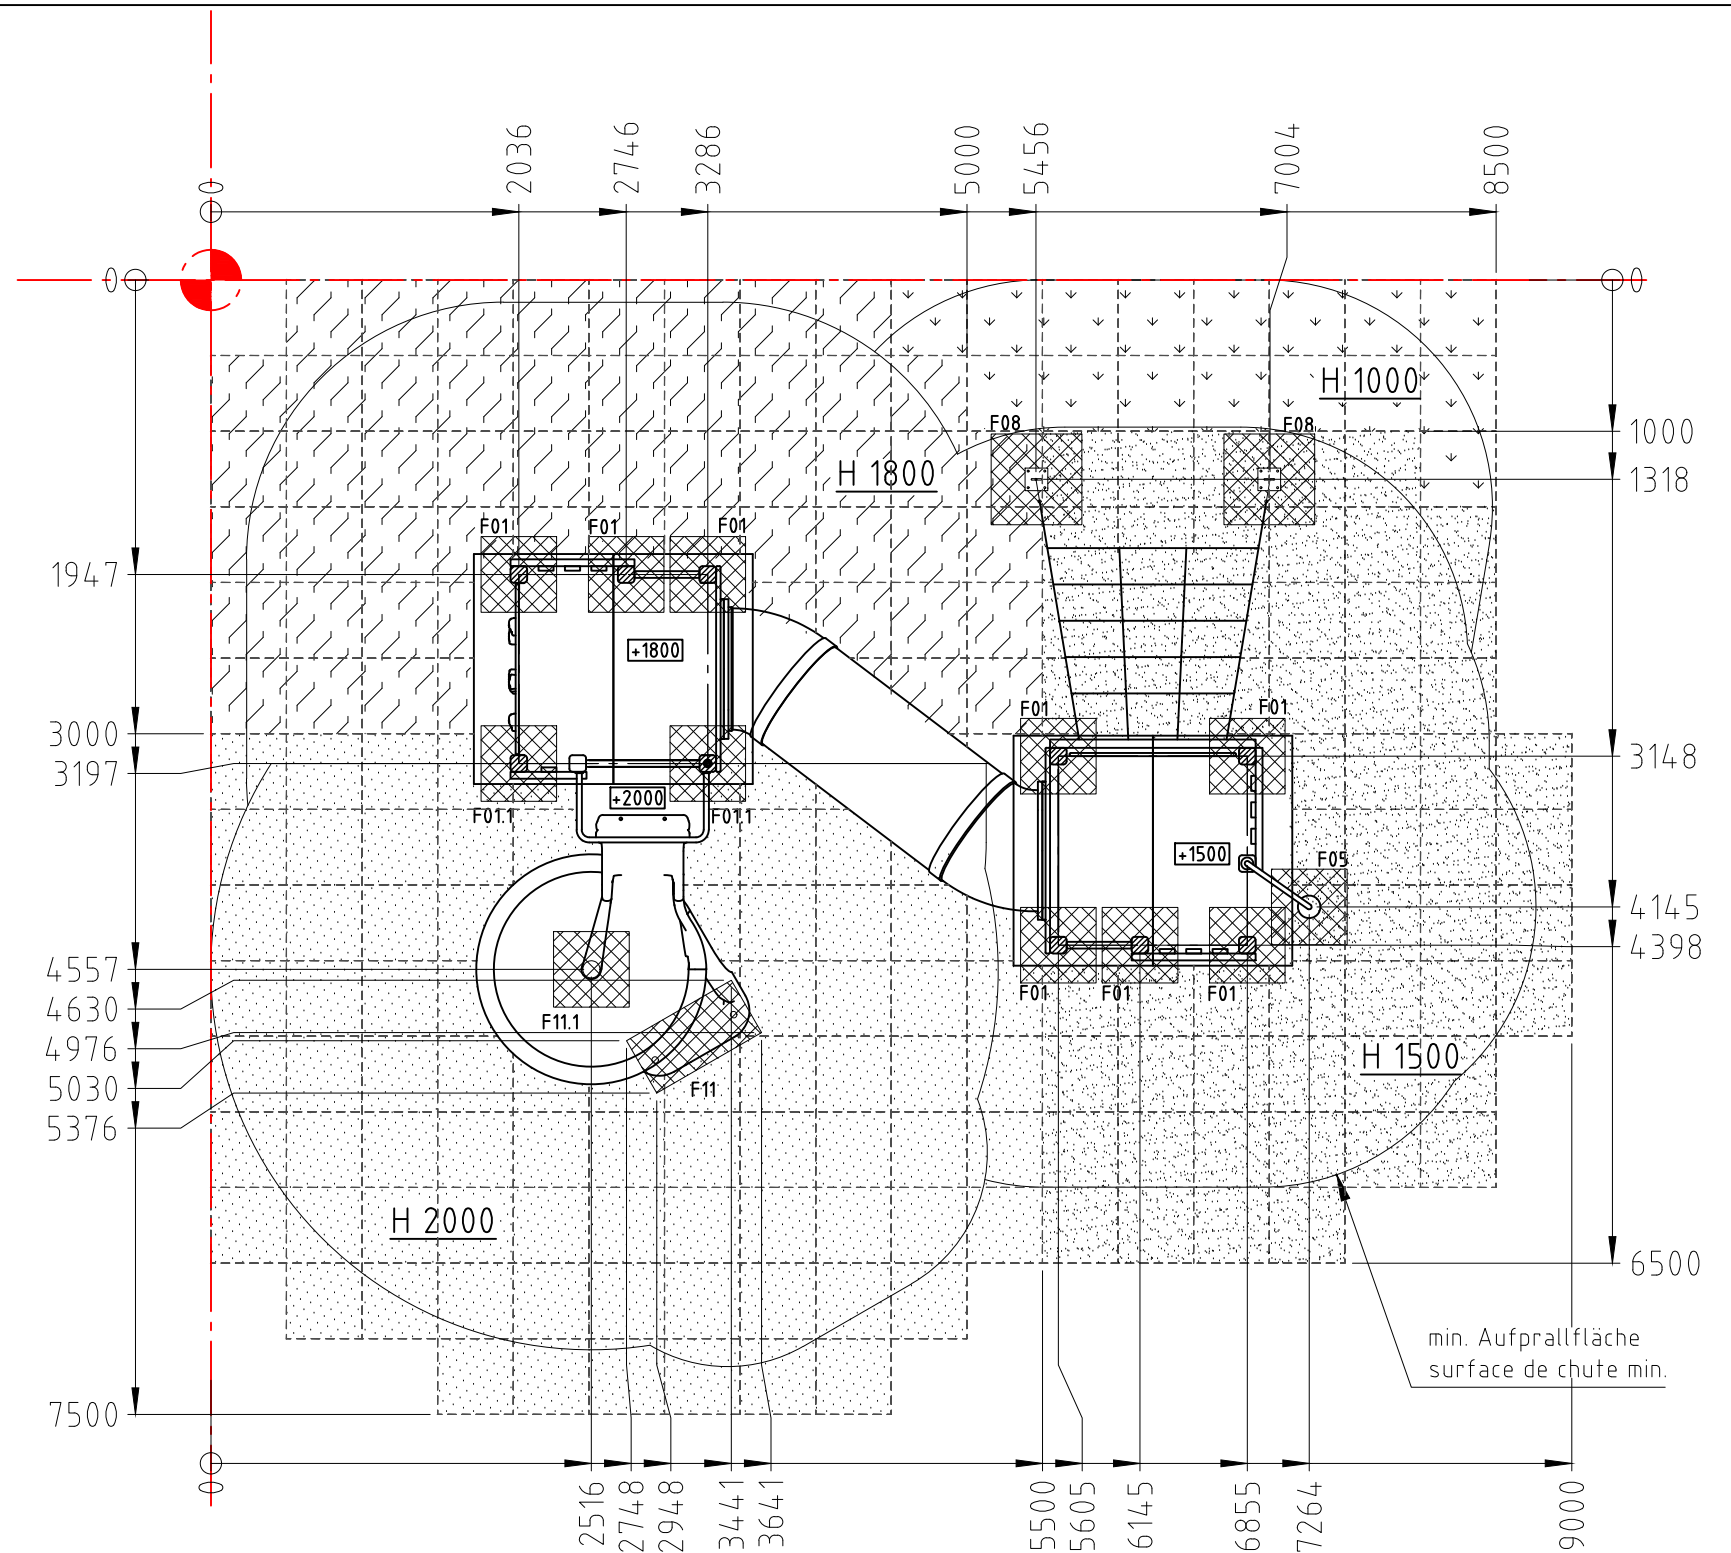 0
2036
2746
3286
5000
5456
7004
8500
0
0
H 1000
F08
F08
1000
H 1800
1318
F01
F01
F01
1947
+1800
F01
F01
3000
3148
3197
+2000
F01.1
F01.1
+1500
F05
4145
4398
4557
F01
F01
F01
4630
F11.1
4976
H 1500
5030
F11
5376
H 2000
6500
min. Aufprallfläche
surface de chute min.
7500
0
2516
2748
2948
3441
3641
5500
5605
6145
6855
7264
9000